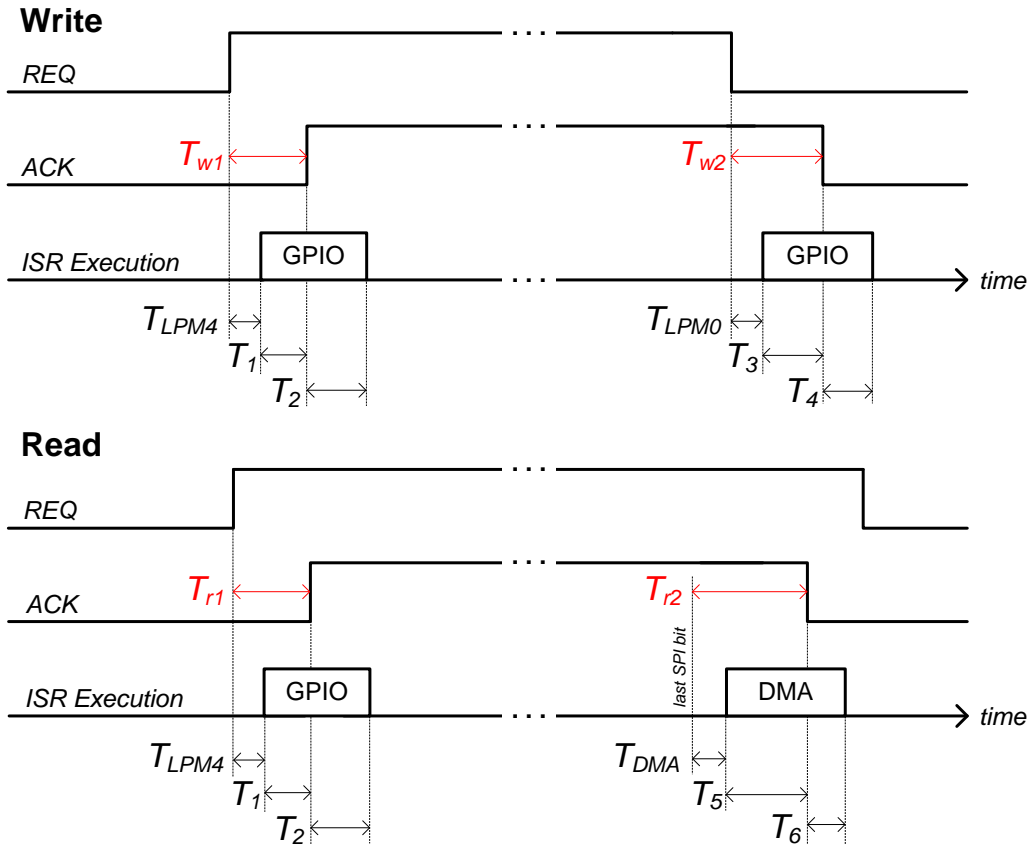 Write
REQ
. . .
ACK
T_w1
. . .
T_w2
ISR Execution
GPIO
. . .
GPIO
time
T_LPM4
T_LPM0
T_1
T_3
T_2
T_4
Read
REQ
. . .
ACK
T_r1
. . .
T_r2
last SPI bit
ISR Execution
GPIO
. . .
DMA
time
T_LPM4
T_DMA
T_1
T_5
T_2
T_6